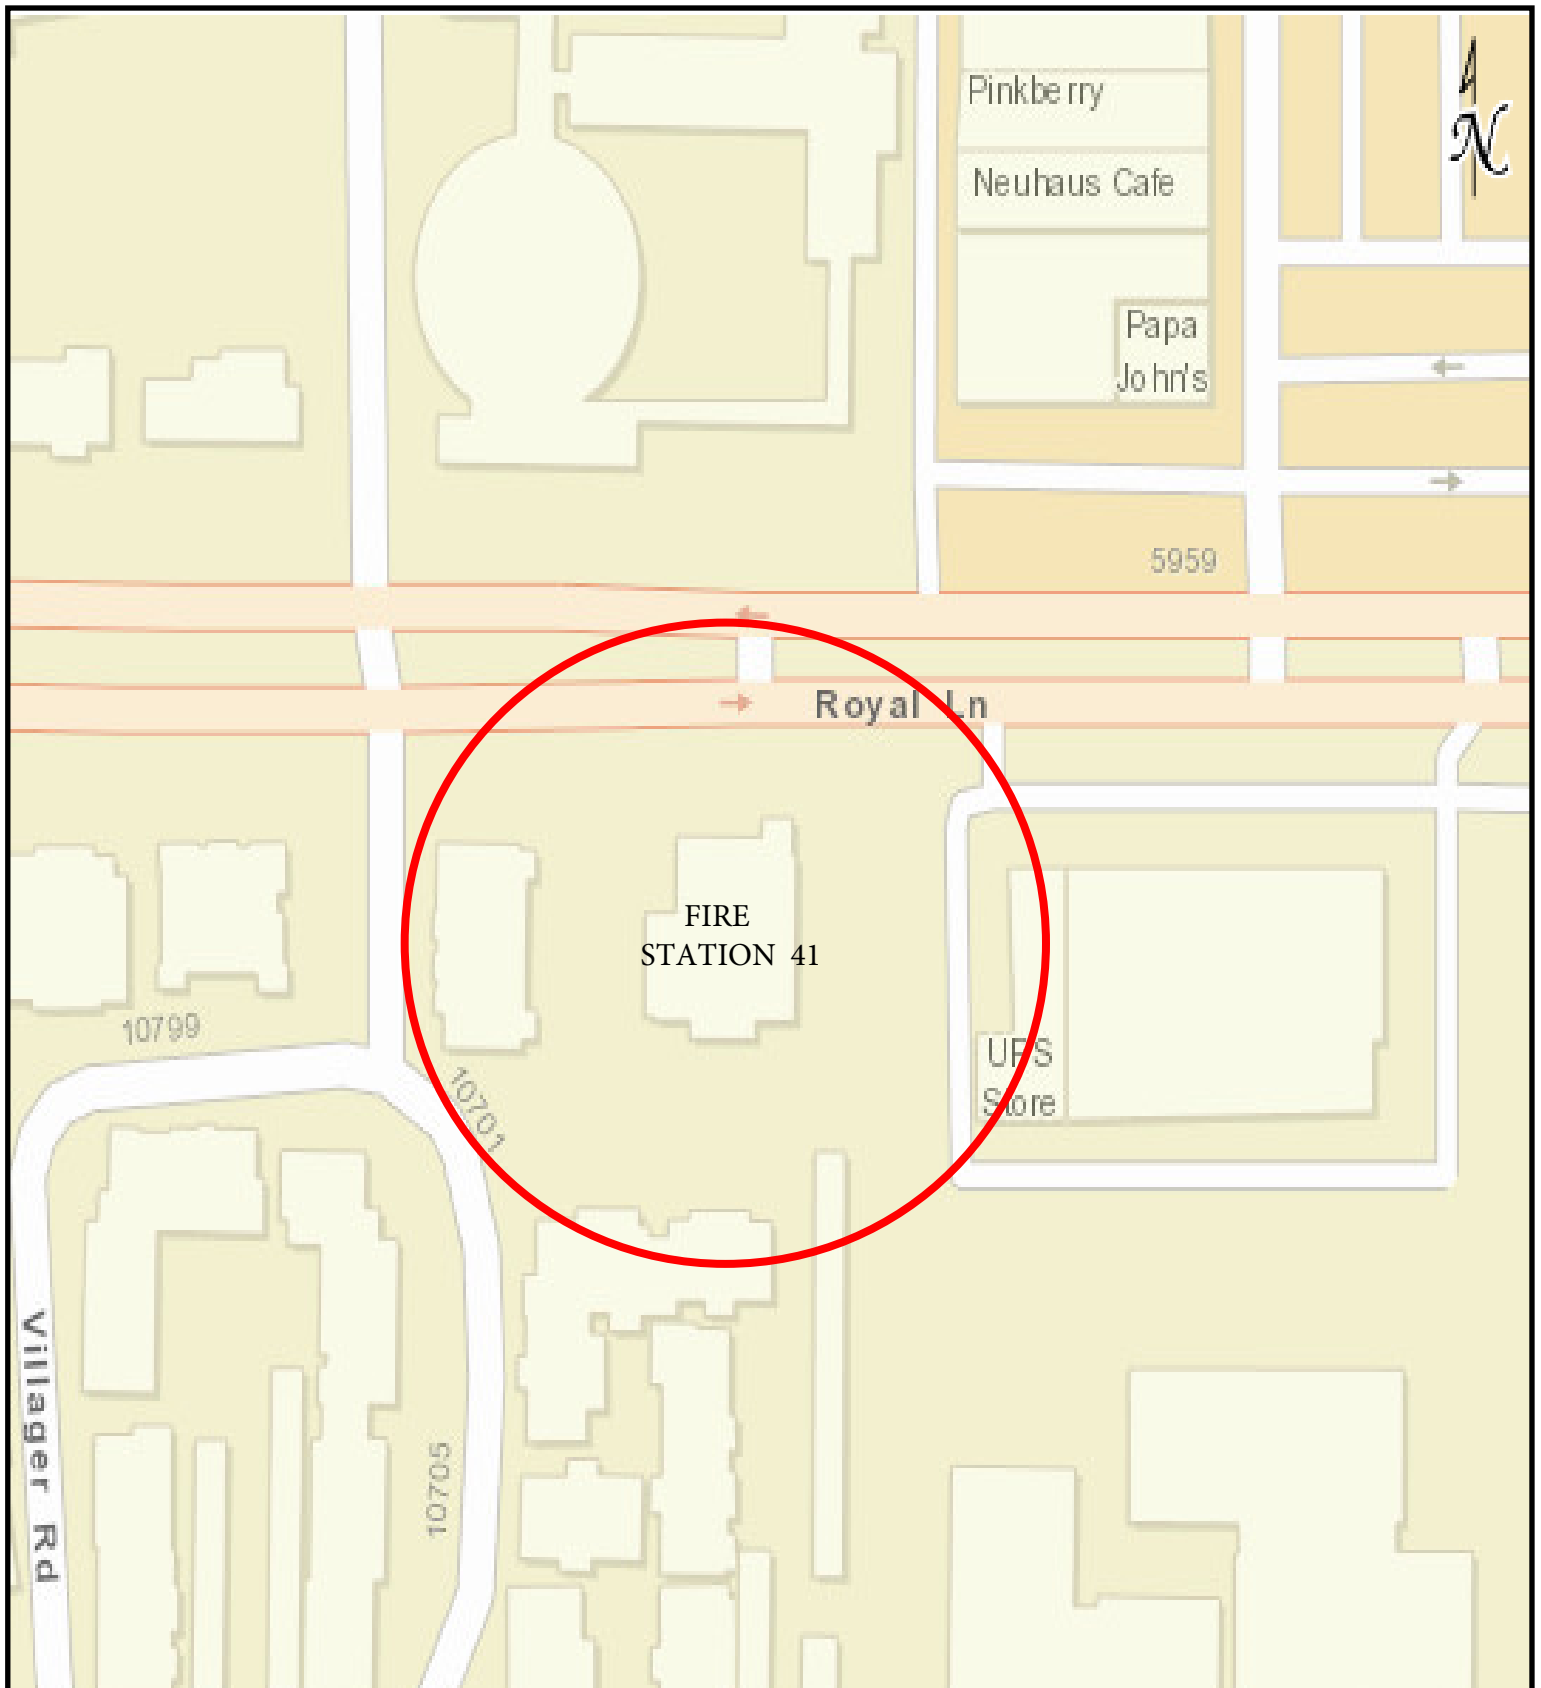 Pinkberry
N
Neuhaus Cafe
Papa
John's
5959
Royal Ln
FIRE
STATION 41
10799
UPS
Store
10701
Villager Rd
10705